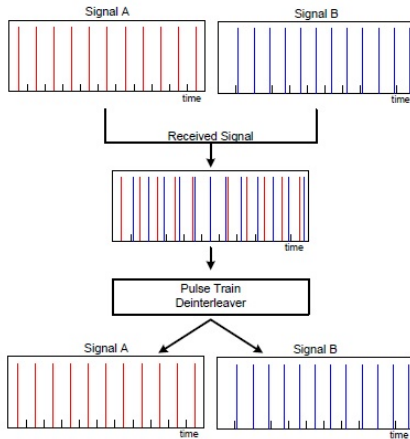 Signal A
Signal B
time
time
Received Signal
time
Pulse Train
Deinterleaver
Signal A
Signal B
time
time